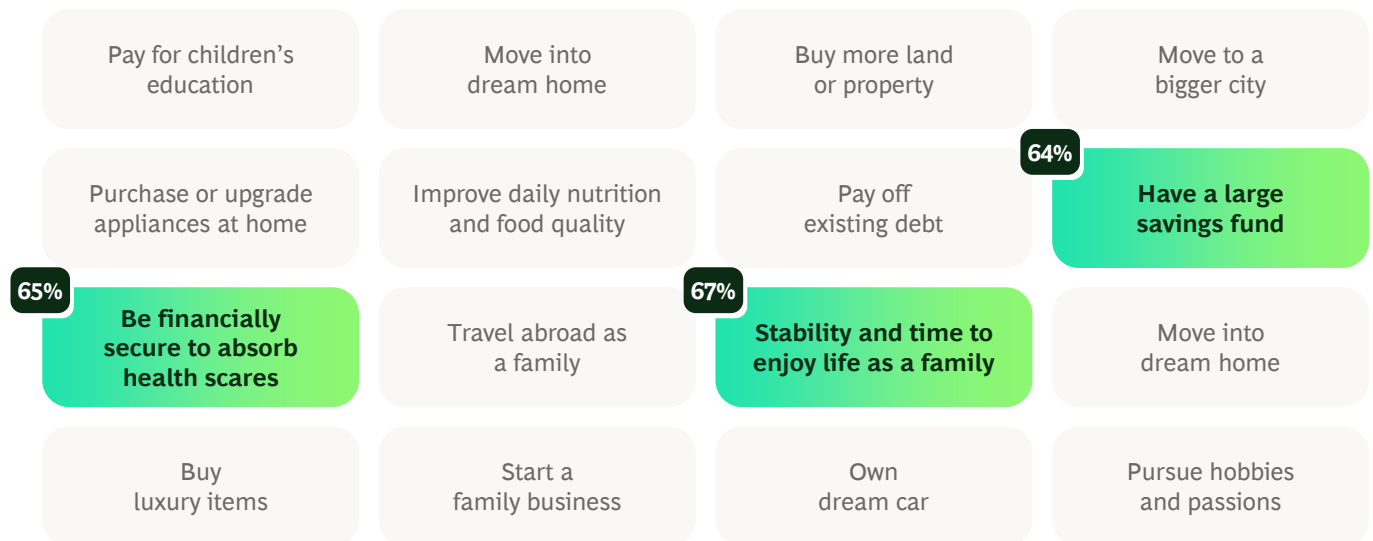 Pay for children’s
education
Move into
dream home
Buy more land
or property
Move to a
bigger city
Purchase or upgrade
appliances at home
Improve daily nutrition
and food quality
Pay off
existing debt
64%
Have a large
savings fund
65%
Be financially
secure to absorb
health scares
Travel abroad as
a family
67%
Stability and time to
enjoy life as a family
Move into
dream home
Buy
luxury items
Start a
family business
Own
dream car
Pursue hobbies
and passions